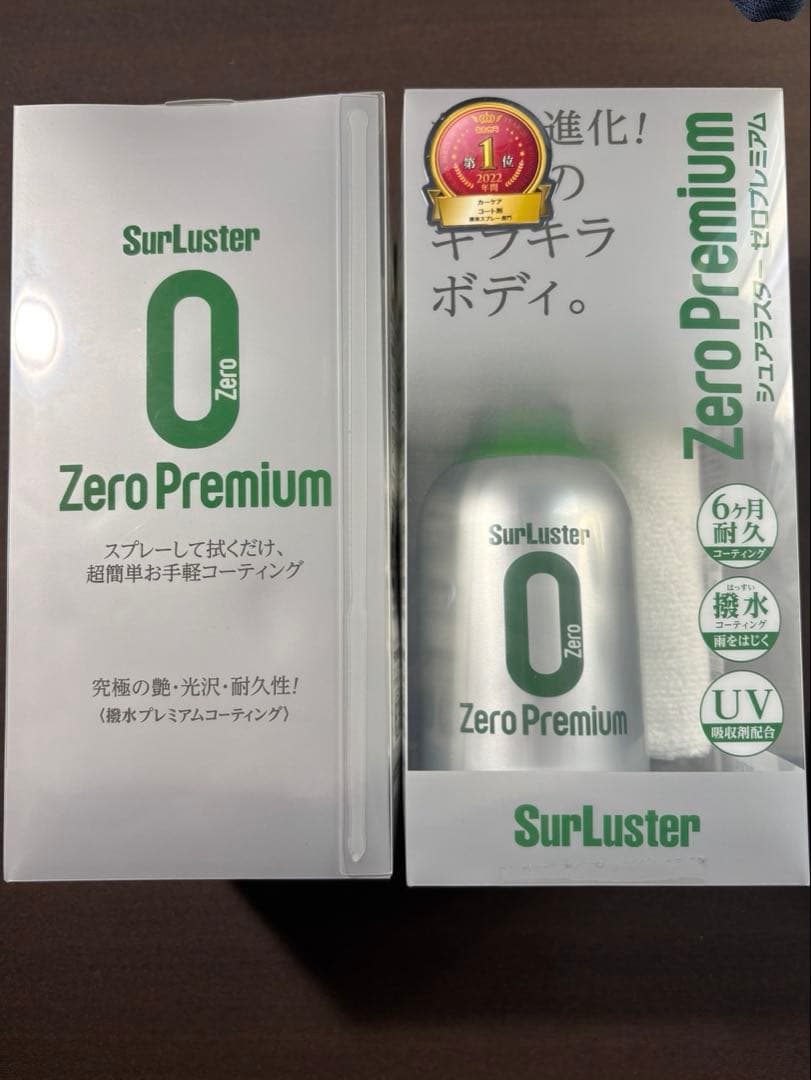 SurLuster
0
Zero
Zero Premium
スプレーして拭くだけ、
超簡単お手軽コーティング
究極の艶・光沢・耐久性!
〈撥水プレミアムコーティング〉
進化!
の
キラキラ
ボディ。
第1位
2022
年間
カーケア
コート剤
Zero Premium
シュアラスター ゼロプレミアム
6ヶ月
耐久
コーティング
はっすい
撥水
コーティング
雨をはじく
UV
吸収剤配合
SurLuster
0
Zero
Zero Premium
SurLuster